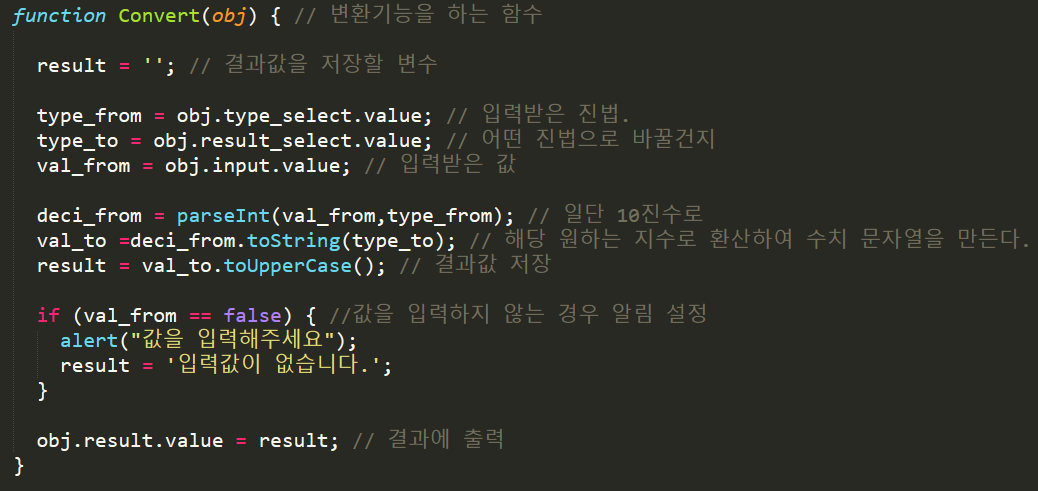 function Convert(obj) { // 변환기능을 하는 함수
result = ''; // 결과값을 저장할 변수
type_from = obj.type_select.value; // 입력받은 진법.
type_to = obj.result_select.value; // 어떤 진법으로 바꿀건지
val_from = obj.input.value; // 입력받은 값
deci_from = parseInt(val_from,type_from); // 일단 10진수로
val_to =deci_from.toString(type_to); // 해당 원하는 지수로 환산하여 수치 문자열을 만든다.
result = val_to.toUpperCase(); // 결과값 저장
if (val_from == false) { //값을 입력하지 않는 경우 알림 설정
alert("값을 입력해주세요");
result = '입력값이 없습니다.';
}
obj.result.value = result; // 결과에 출력
}